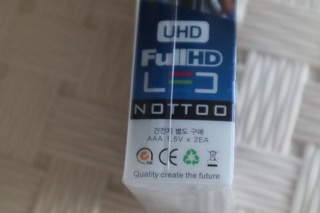 UHD
Full HD
LED
NOTTOO
건전지 별도 구매
AAA 1.5V x 2EA
CE
Quality create the future